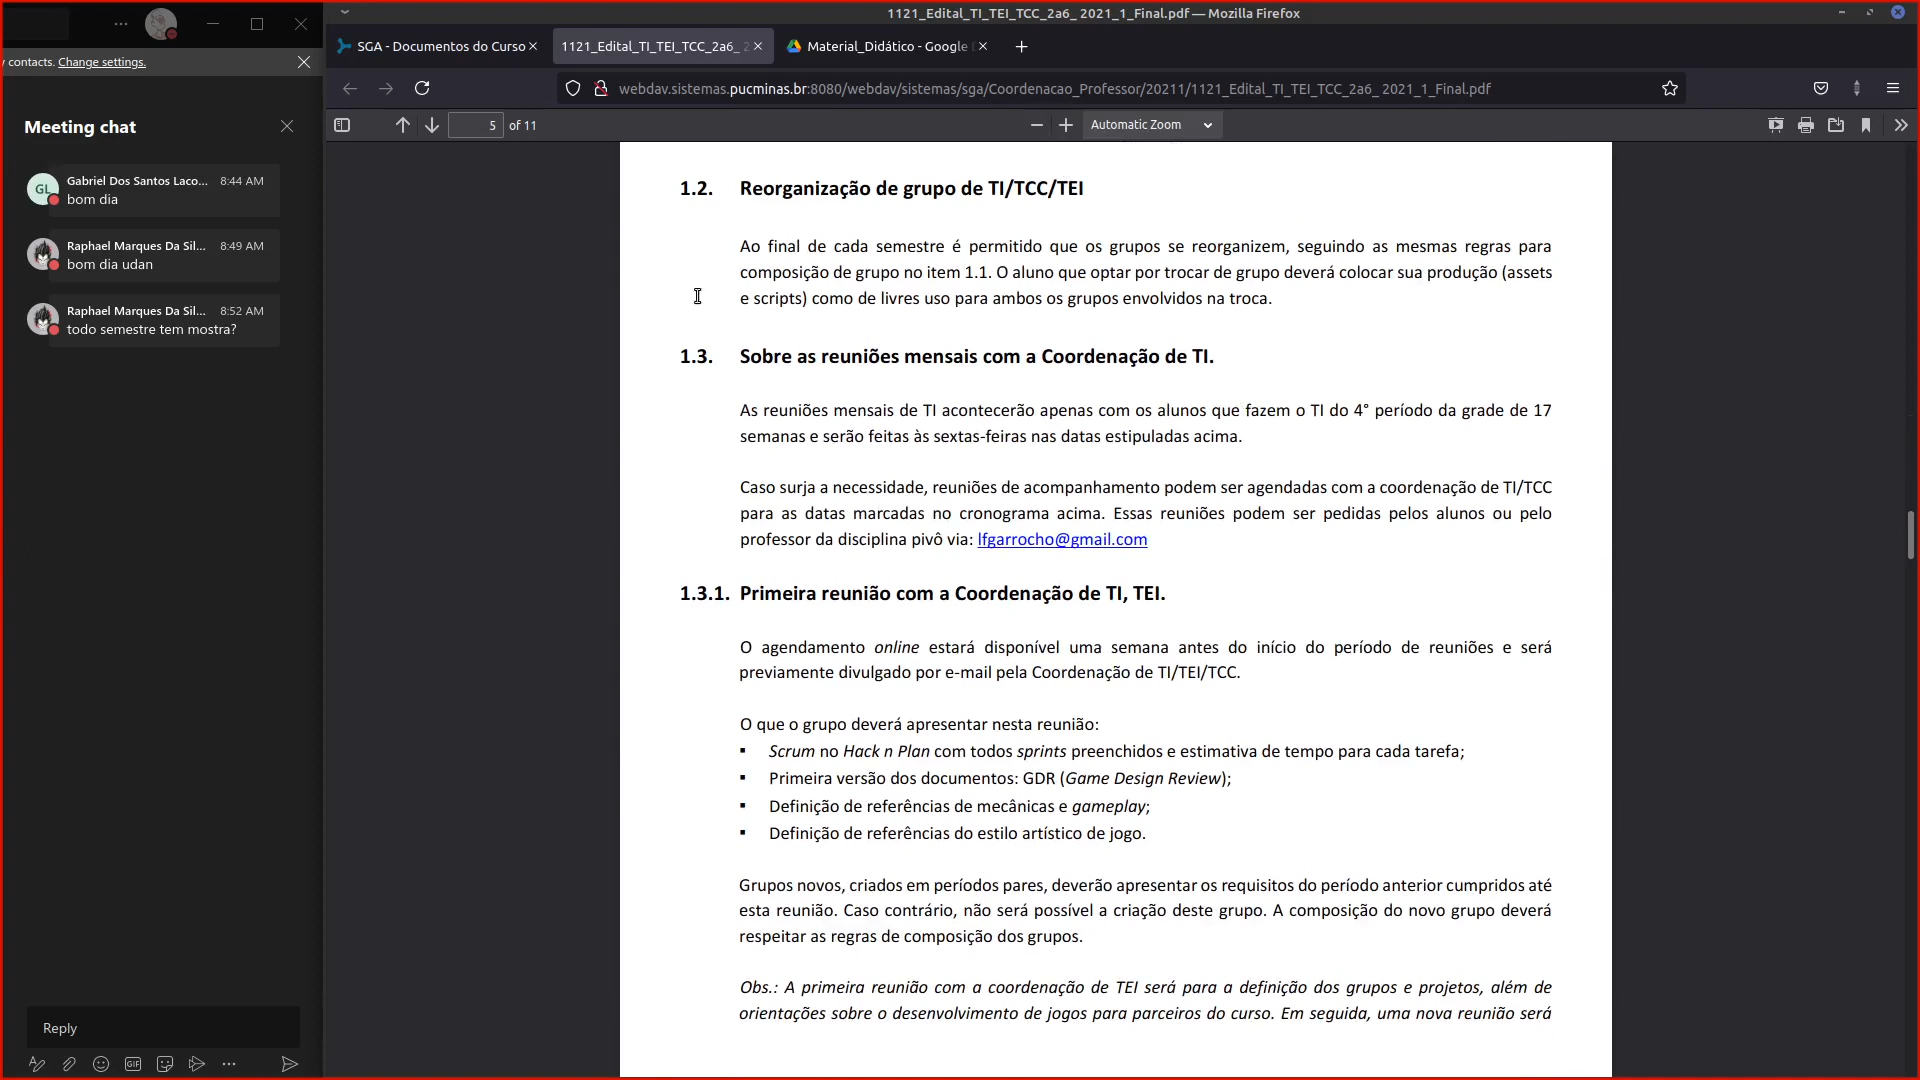 1121_Edital_TI_TEI_TCC_2a6_ 2021_1_Final.pdf — Mozilla Firefox
SGA - Documentos do Curso
1121_Edital_TI_TEI_TCC_2a6_ 2
Material_Didático - Google
contacts. Change settings.
webdav.sistemas.pucminas.br:8080/webdav/sistemas/sga/Coordenacao_Professor/20211/1121_Edital_TI_TEI_TCC_2a6_ 2021_1_Final.pdf
5 of 11
Automatic Zoom
Meeting chat
GL
Gabriel Dos Santos Laco... 8:44 AM
bom dia
Raphael Marques Da Sil... 8:49 AM
bom dia udan
Raphael Marques Da Sil... 8:52 AM
todo semestre tem mostra?
Reply
GIF
1.2. Reorganização de grupo de TI/TCC/TEI
Ao final de cada semestre é permitido que os grupos se reorganizem, seguindo as mesmas regras para
composição de grupo no item 1.1. O aluno que optar por trocar de grupo deverá colocar sua produção (assets
e scripts) como de livres uso para ambos os grupos envolvidos na troca.
1.3. Sobre as reuniões mensais com a Coordenação de TI.
As reuniões mensais de TI acontecerão apenas com os alunos que fazem o TI do 4° período da grade de 17
semanas e serão feitas às sextas-feiras nas datas estipuladas acima.
Caso surja a necessidade, reuniões de acompanhamento podem ser agendadas com a coordenação de TI/TCC
para as datas marcadas no cronograma acima. Essas reuniões podem ser pedidas pelos alunos ou pelo
professor da disciplina pivô via: lfgarrocho@gmail.com
1.3.1. Primeira reunião com a Coordenação de TI, TEI.
O agendamento online estará disponível uma semana antes do início do período de reuniões e será
previamente divulgado por e-mail pela Coordenação de TI/TEI/TCC.
O que o grupo deverá apresentar nesta reunião:
▪ Scrum no Hack n Plan com todos sprints preenchidos e estimativa de tempo para cada tarefa;
▪ Primeira versão dos documentos: GDR (Game Design Review);
▪ Definição de referências de mecânicas e gameplay;
▪ Definição de referências do estilo artístico de jogo.
Grupos novos, criados em períodos pares, deverão apresentar os requisitos do período anterior cumpridos até
esta reunião. Caso contrário, não será possível a criação deste grupo. A composição do novo grupo deverá
respeitar as regras de composição dos grupos.
Obs.: A primeira reunião com a coordenação de TEI será para a definição dos grupos e projetos, além de
orientações sobre o desenvolvimento de jogos para parceiros do curso. Em seguida, uma nova reunião será